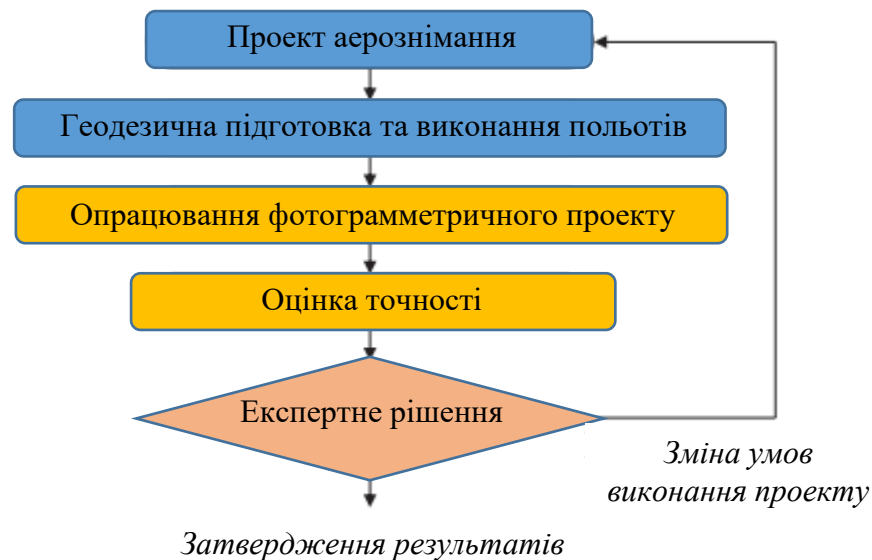 Проект аерознімання
Геодезична підготовка та виконання польотів
Опрацювання фотограмметричного проекту
Оцінка точності
Експертне рішення
Зміна умов
виконання проекту
Затвердження результатів